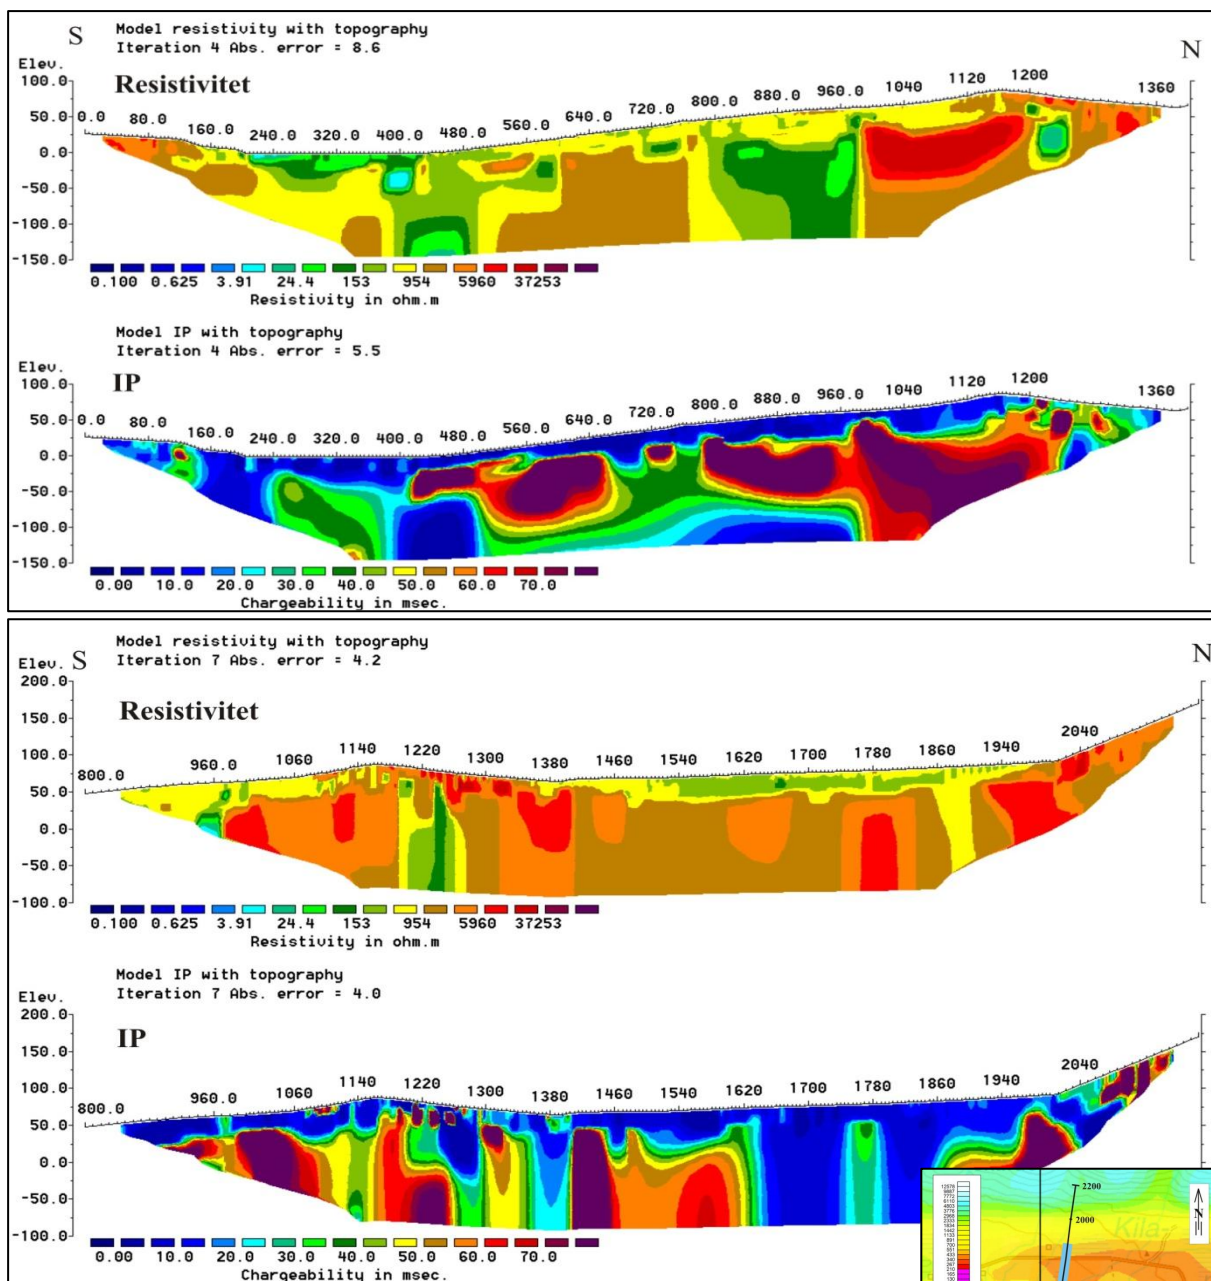 S
Model resistivity with topography
Iteration 4 Abs. error = 8.6
N
Elev.
Resistivitet
100.0
50.0
0.0
-50.0
-100.0
-150.0
0.0 80.0 160.0 240.0 320.0 400.0 480.0 560.0 640.0 720.0 800.0 880.0 960.0 1040 1120 1200 1360
0.100 0.625 3.91 24.4 153 954 5960 37253
Resistivity in ohm.m
Model IP with topography
Iteration 4 Abs. error = 5.5
Elev.
IP
100.0
50.0
0.0
-50.0
-100.0
-150.0
0.0 80.0 160.0 240.0 320.0 400.0 480.0 560.0 640.0 720.0 800.0 880.0 960.0 1040 1120 1200 1360
0.00 10.0 20.0 30.0 40.0 50.0 60.0 70.0
Chargeability in msec.
Model resistivity with topography
Elev. S Iteration 7 Abs. error = 4.2
N
200.0
150.0
100.0
50.0
0.0
-50.0
-100.0
Resistivitet
800.0 960.0 1060 1140 1220 1300 1380 1460 1540 1620 1700 1780 1860 1940 2040
0.100 0.625 3.91 24.4 153 954 5960 37253
Resistivity in ohm.m
Model IP with topography
Iteration 7 Abs. error = 4.0
Elev.
200.0
150.0
100.0
50.0
0.0
-50.0
-100.0
IP
800.0 960.0 1060 1140 1220 1300 1380 1460 1540 1620 1700 1780 1860 1940 2040
0.00 10.0 20.0 30.0 40.0 50.0 60.0 70.0
Chargeability in msec.
2200
2000
N
Kila